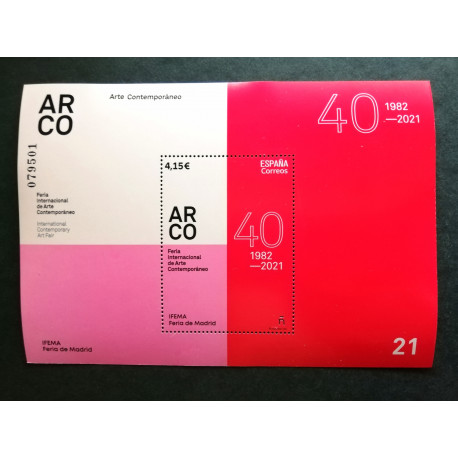 AR
CO
Arte Contemporáneo
40 1982
—2021
079501
Feria
Internacional
de Arte
Contemporáneo
International
Contemporary
Art Fair
4,15€
ESPAÑA
Correos
AR
CO
40
1982
—2021
Feria
Internacional
de Arte
Contemporáneo
IFEMA
Feria de Madrid
IFEMA
Feria de Madrid
21